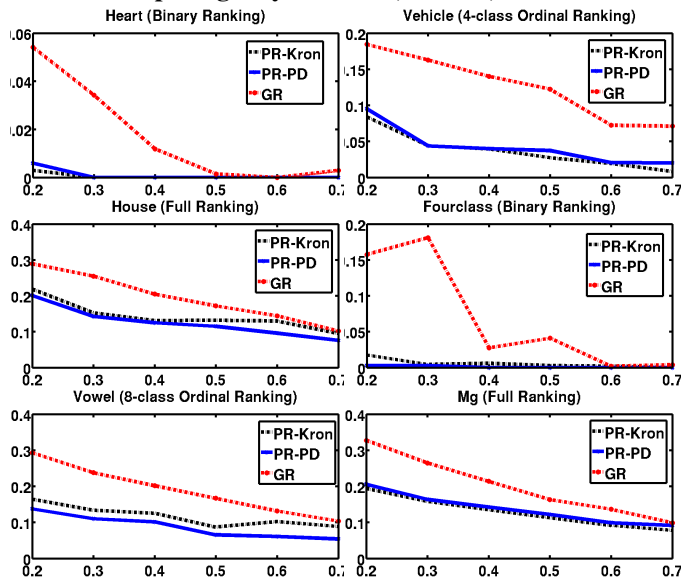 Heart (Binary Ranking)
0.06
0.04
0.02
0
0.2 0.3 0.4 0.5 0.6 0.7
PR-Kron
PR-PD
GR
Vehicle (4-class Ordinal Ranking)
0.2
0.15
0.1
0.05
0
0.2 0.3 0.4 0.5 0.6 0.7
PR-Kron
PR-PD
GR
House (Full Ranking)
0.4
0.3
0.2
0.1
0
0.2 0.3 0.4 0.5 0.6 0.7
PR-Kron
PR-PD
GR
Fourclass (Binary Ranking)
0.2
0.15
0.1
0.05
0
0.2 0.3 0.4 0.5 0.6 0.7
PR-Kron
PR-PD
GR
Vowel (8-class Ordinal Ranking)
0.4
0.3
0.2
0.1
0
0.2 0.3 0.4 0.5 0.6 0.7
PR-Kron
PR-PD
GR
Mg (Full Ranking)
0.4
0.3
0.2
0.1
0
0.2 0.3 0.4 0.5 0.6 0.7
PR-Kron
PR-PD
GR